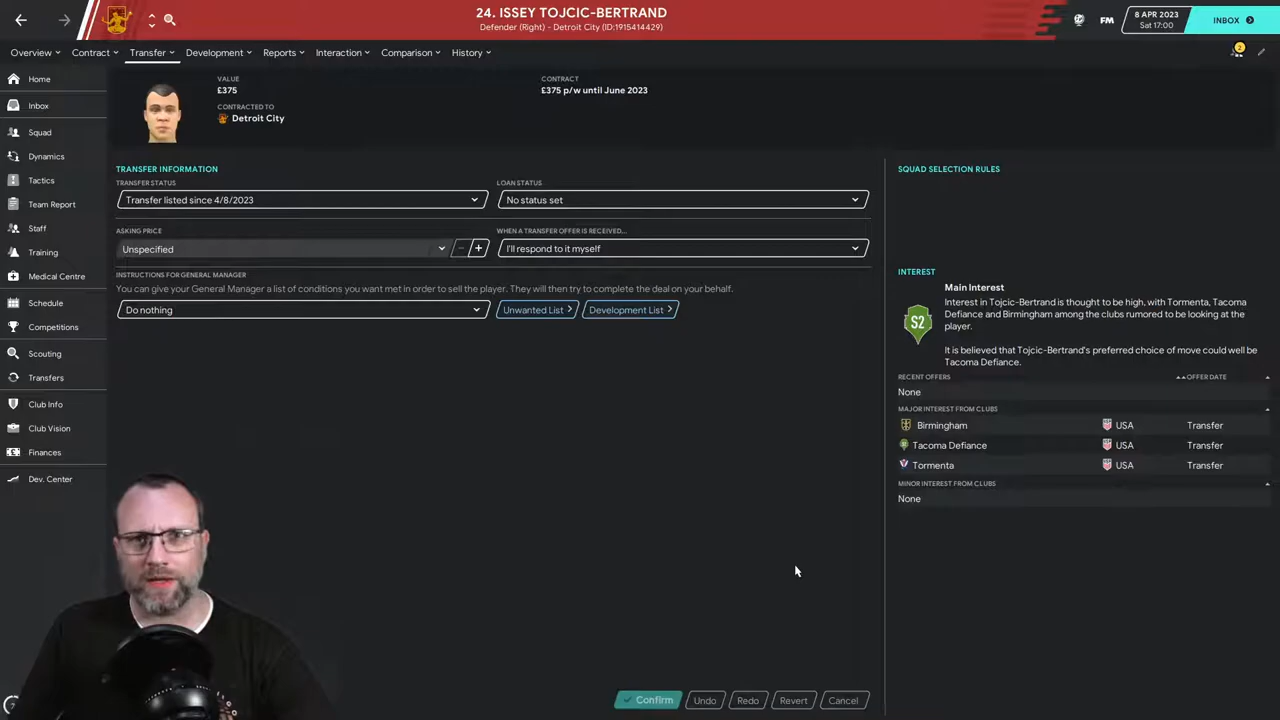 24. ISSEY TOJCIC-BERTRAND
Defender (Right) - Detroit City (ID:1915414429)
FM
8 APR 2023
Sat 17:00
INBOX
Overview
Contract
Transfer
Development
Reports
Interaction
Comparison
History
2
Home
Inbox
Squad
Dynamics
Tactics
Team Report
Staff
Training
Medical Centre
Schedule
Competitions
Scouting
Transfers
Club Info
Club Vision
Finances
Dev. Center
VALUE
£375
CONTRACTED TO
Detroit City
CONTRACT
£375 p/w until June 2023
TRANSFER INFORMATION
TRANSFER STATUS
Transfer listed since 4/8/2023
LOAN STATUS
No status set
ASKING PRICE
Unspecified
WHEN A TRANSFER OFFER IS RECEIVED...
I'll respond to it myself
INSTRUCTIONS FOR GENERAL MANAGER
You can give your General Manager a list of conditions you want met in order to sell the player. They will then try to complete the deal on your behalf.
Do nothing
Unwanted List
Development List
SQUAD SELECTION RULES
INTEREST
S2
Main Interest
Interest in Tojcic-Bertrand is thought to be high, with Tormenta, Tacoma
Defiance and Birmingham among the clubs rumored to be looking at the
player.
It is believed that Tojcic-Bertrand's preferred choice of move could well be
Tacoma Defiance.
RECENT OFFERS
OFFER DATE
None
MAJOR INTEREST FROM CLUBS
Birmingham
USA
Transfer
Tacoma Defiance
USA
Transfer
Tormenta
USA
Transfer
MINOR INTEREST FROM CLUBS
None
Confirm
Undo
Redo
Revert
Cancel